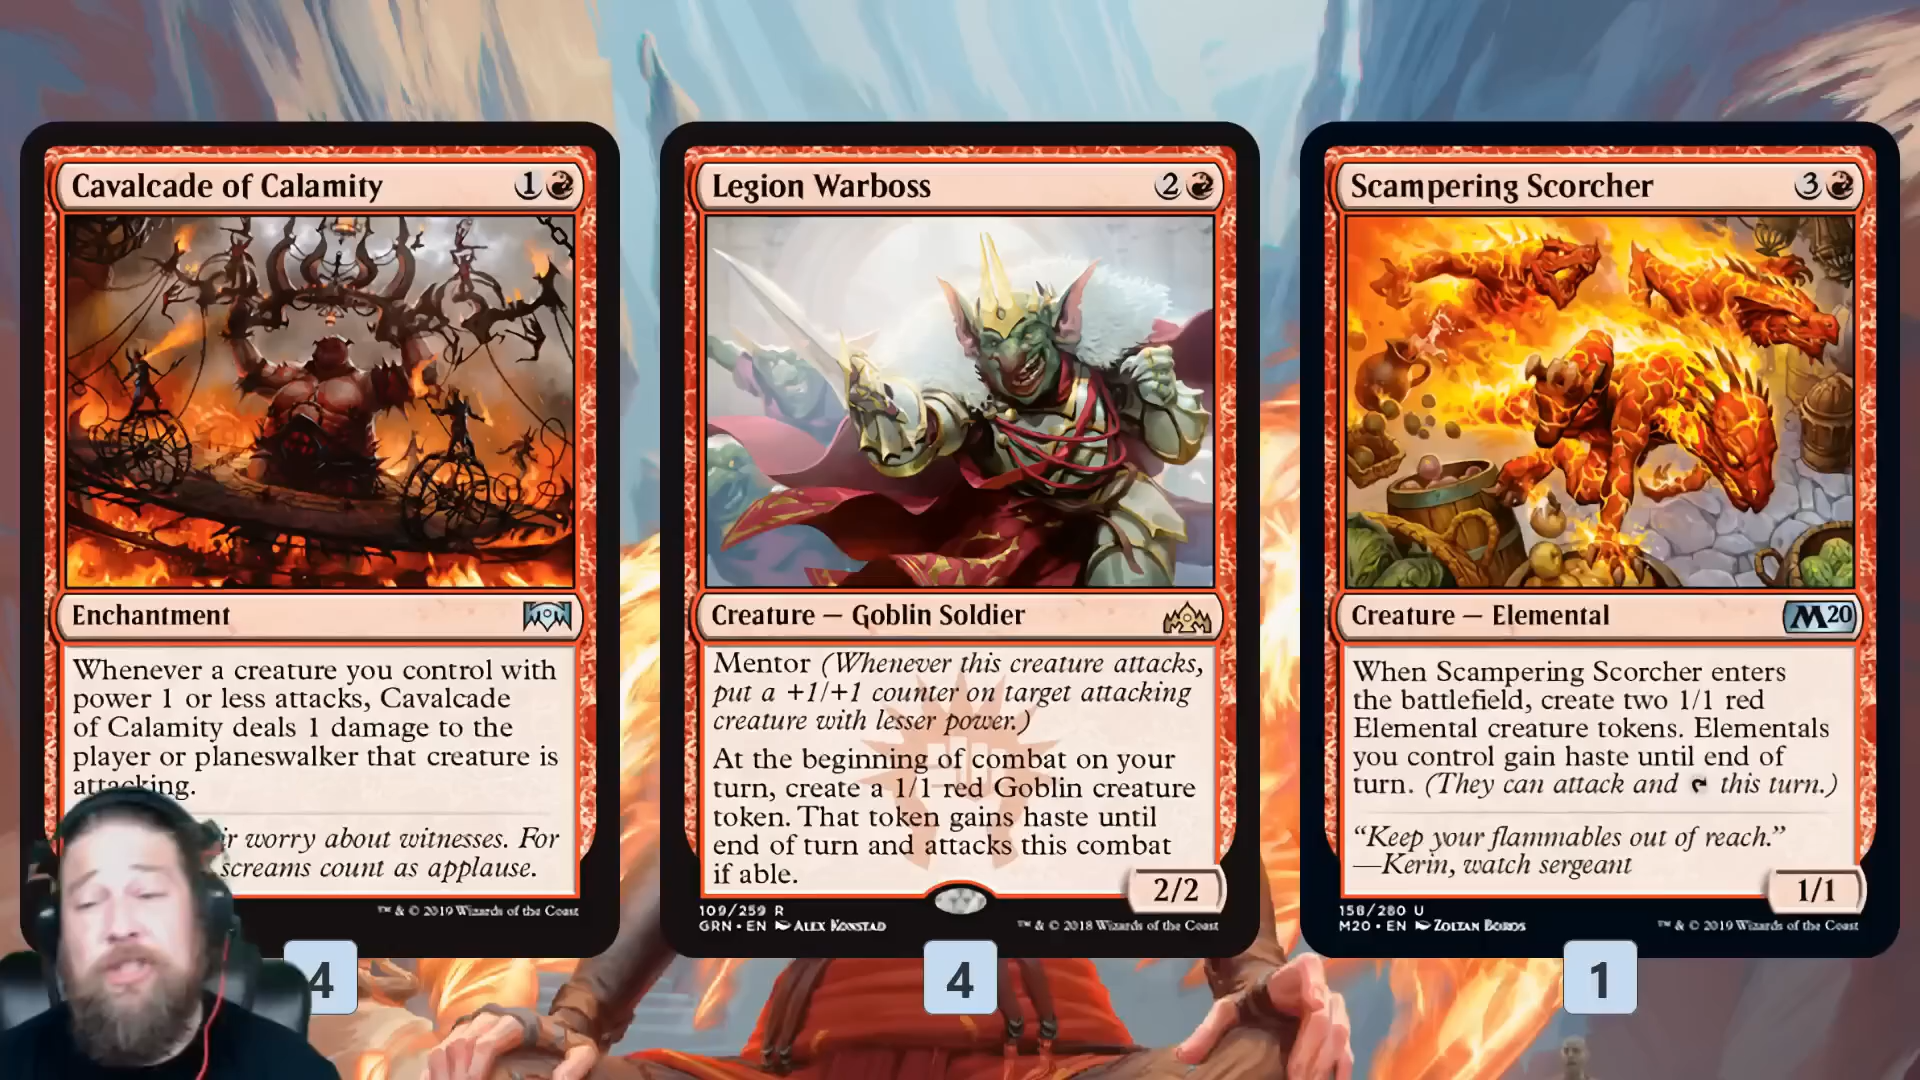 Cavalcade of Calamity 1
Enchantment
Whenever a creature you control with
power 1 or less attacks, Cavalcade
of Calamity deals 1 damage to the
player or planeswalker that creature is
attacking.
worry about witnesses. For
screams count as applause.
™ & © 2019 Wizards of the Coast
4
Legion Warboss 2
Creature — Goblin Soldier
Mentor (Whenever this creature attacks,
put a +1/+1 counter on target attacking
creature with lesser power.)
At the beginning of combat on your
turn, create a 1/1 red Goblin creature
token. That token gains haste until
end of turn and attacks this combat
if able.
2/2
109/259 R
GRN • EN Alex Konstad
™ & © 2018 Wizards of the Coast
4
Scampering Scorcher 3
Creature — Elemental
M20
When Scampering Scorcher enters
the battlefield, create two 1/1 red
Elemental creature tokens. Elementals
you control gain haste until end of
turn. (They can attack and this turn.)
“Keep your flammables out of reach.”
—Kerin, watch sergeant
1/1
158/280 U
M20 • EN Zoltan Boros
™ & © 2019 Wizards of the Coast
1